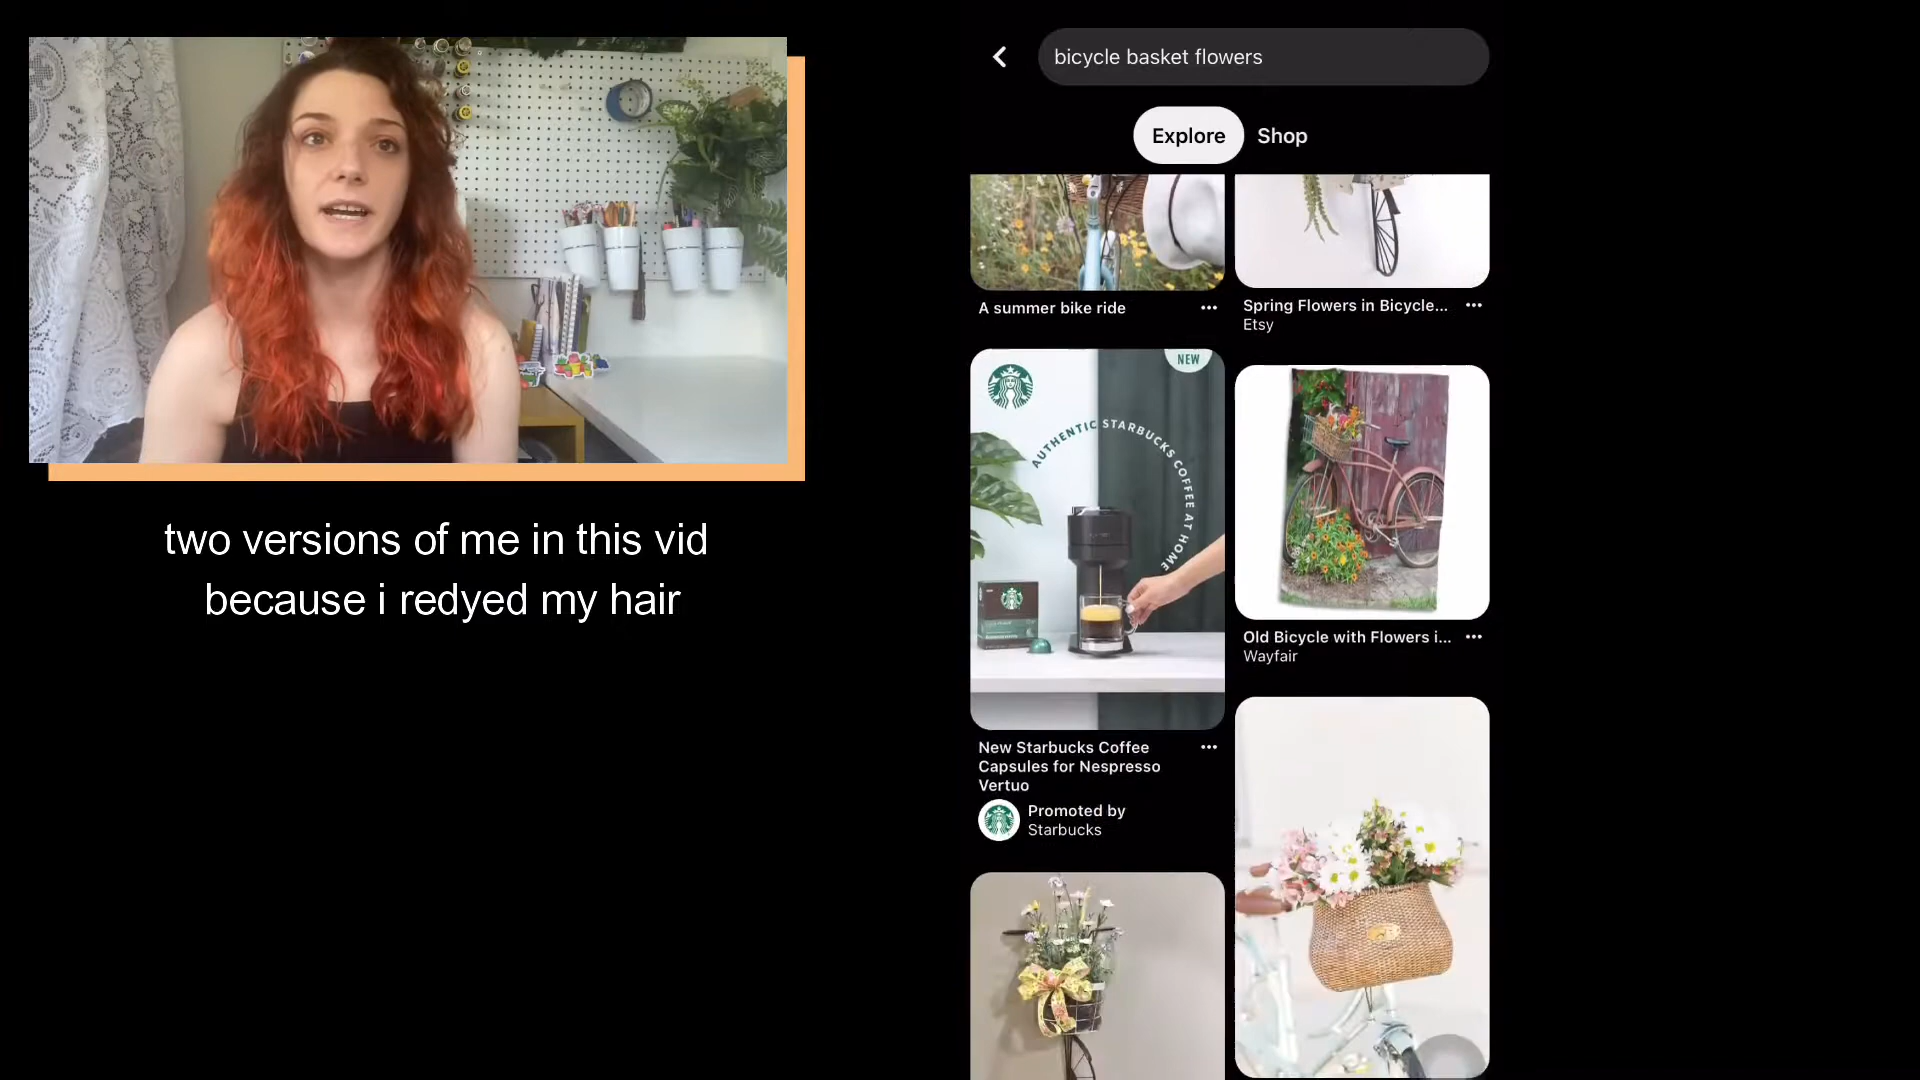 two versions of me in this vid
because i redyed my hair
bicycle basket flowers
Explore
Shop
A summer bike ride
Spring Flowers in Bicycle...
Etsy
NEW
AUTHENTIC STARBUCKS COFFEE AT HOME
New Starbucks Coffee
Capsules for Nespresso
Vertuo
Promoted by
Starbucks
Old Bicycle with Flowers i...
Wayfair